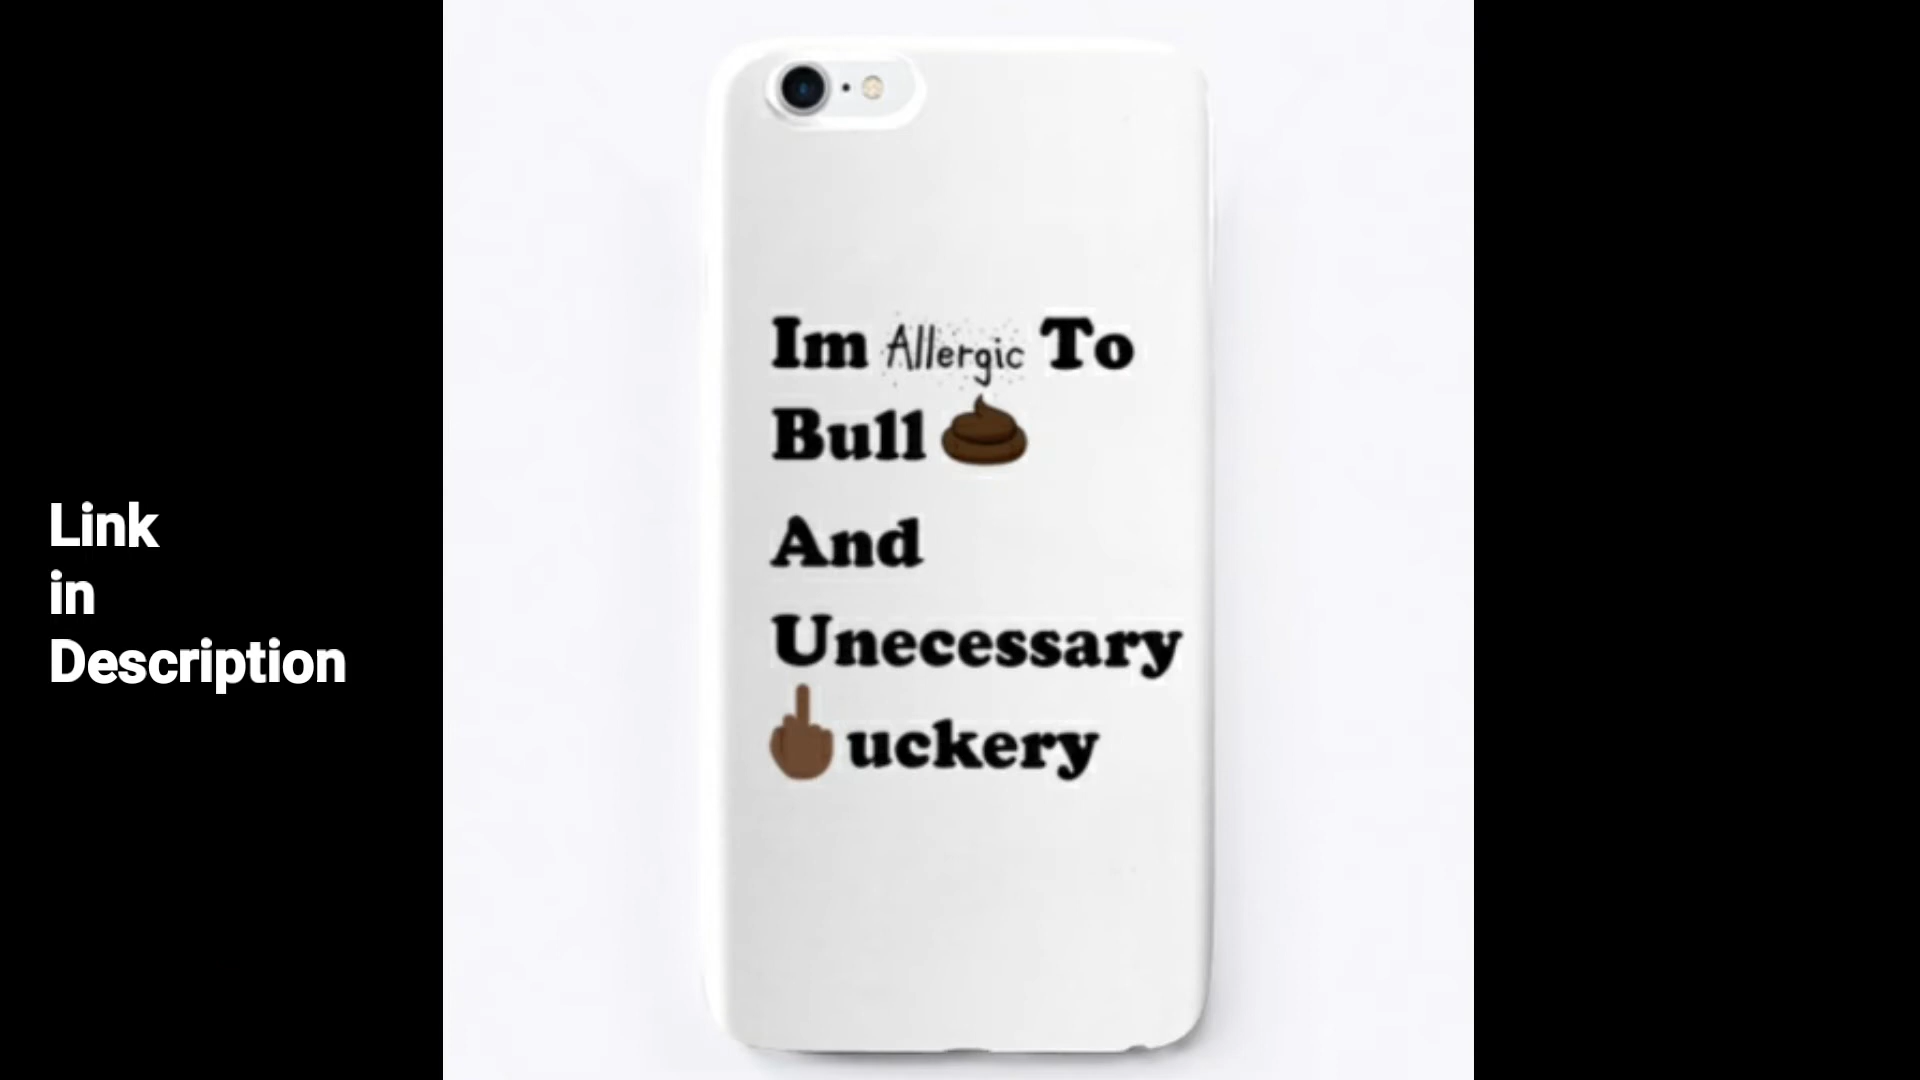 Link
in
Description
Im Allergic To
Bull 💩
And
Unecessary
🖕🏾uckery